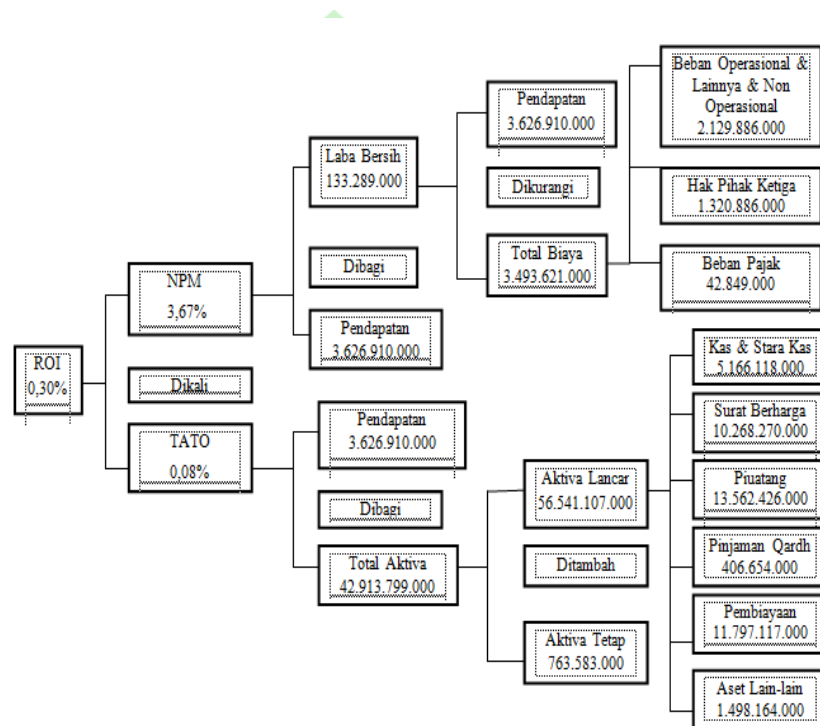 ROI
0,30%
NPM
3,67%
Dikali
TATO
0,08%
Laba Bersih
133.289.000
Dibagi
Pendapatan
3.626.910.000
Pendapatan
3.626.910.000
Dibagi
Total Aktiva
42.913.799.000
Pendapatan
3.626.910.000
Dikurangi
Total Biaya
3.493.621.000
Beban Operasional &
Lainnya & Non
Operasional
2.129.886.000
Hak Pihak Ketiga
1.320.886.000
Beban Pajak
42.849.000
Aktiva Lancar
56.541.107.000
Ditambah
Aktiva Tetap
763.583.000
Kas & Stara Kas
5.166.118.000
Surat Berharga
10.268.270.000
Piuatang
13.562.426.000
Pinjaman Qardh
406.654.000
Pembiayaan
11.797.117.000
Aset Lain-lain
1.498.164.000